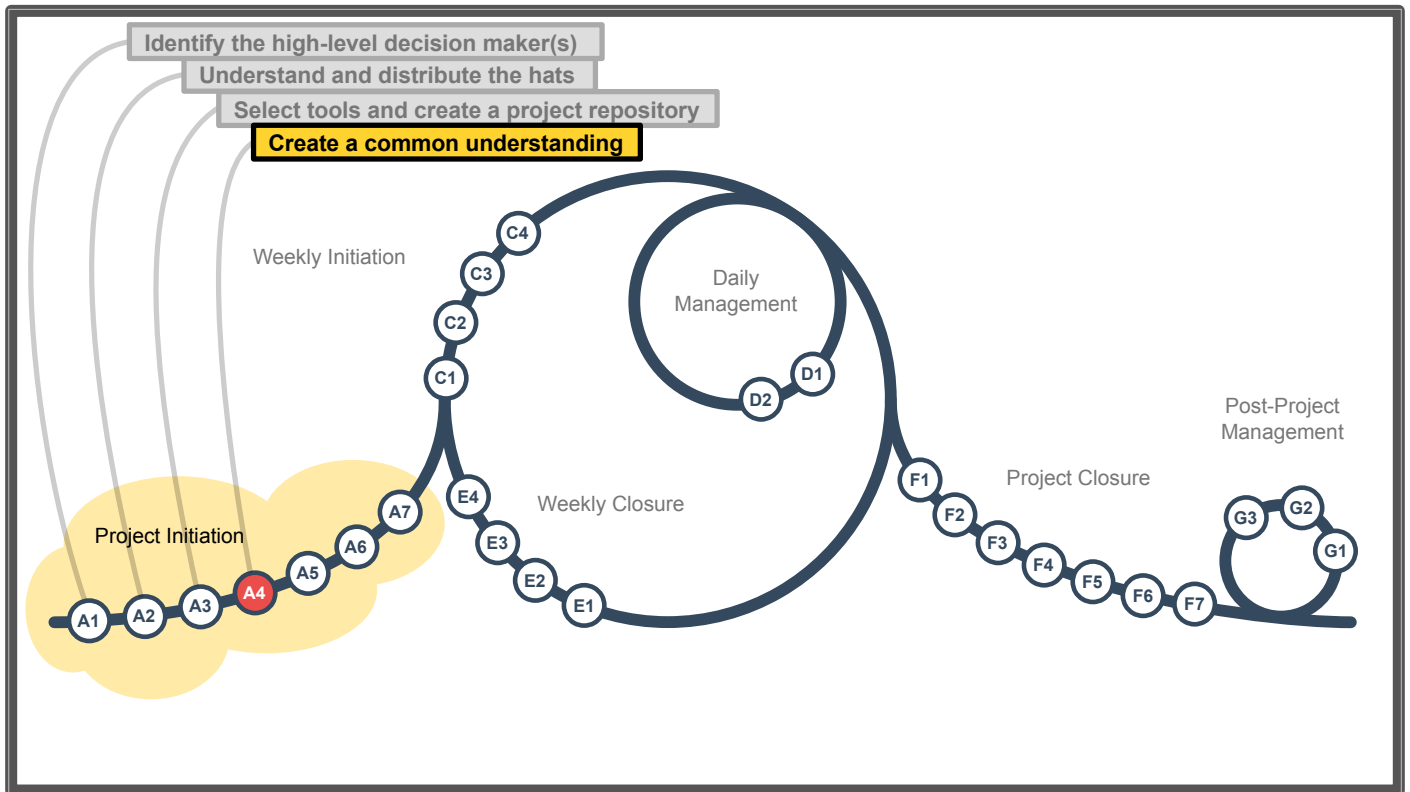 Identify the high-level decision maker(s)
Understand and distribute the hats
Select tools and create a project repository
Create a common understanding
Weekly Initiation
C4
C3
C2
C1
Daily
Management
D1
D2
Post-Project
Management
Project Initiation
A1
A2
A3
A4
A5
A6
A7
Weekly Closure
E4
E3
E2
E1
Project Closure
F1
F2
F3
F4
F5
F6
F7
G3
G2
G1